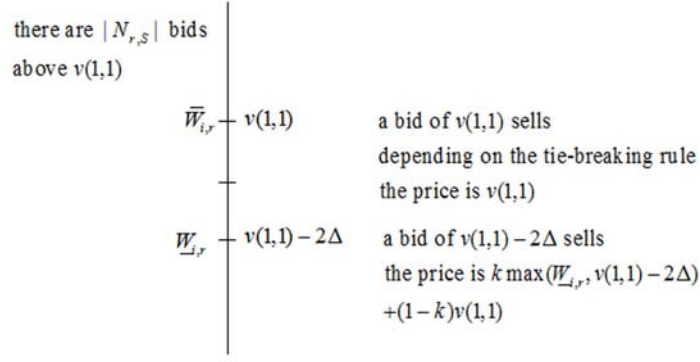 there are | N_{r,S} | bids
above v(1,1)
W̄_{i,r} v(1,1)
a bid of v(1,1) sells
depending on the tie-breaking rule
the price is v(1,1)
W̲_{i,r} v(1,1) − 2Δ
a bid of v(1,1) − 2Δ sells
the price is k max(W̲_{i,r}, v(1,1) − 2Δ)
+(1 − k)v(1,1)